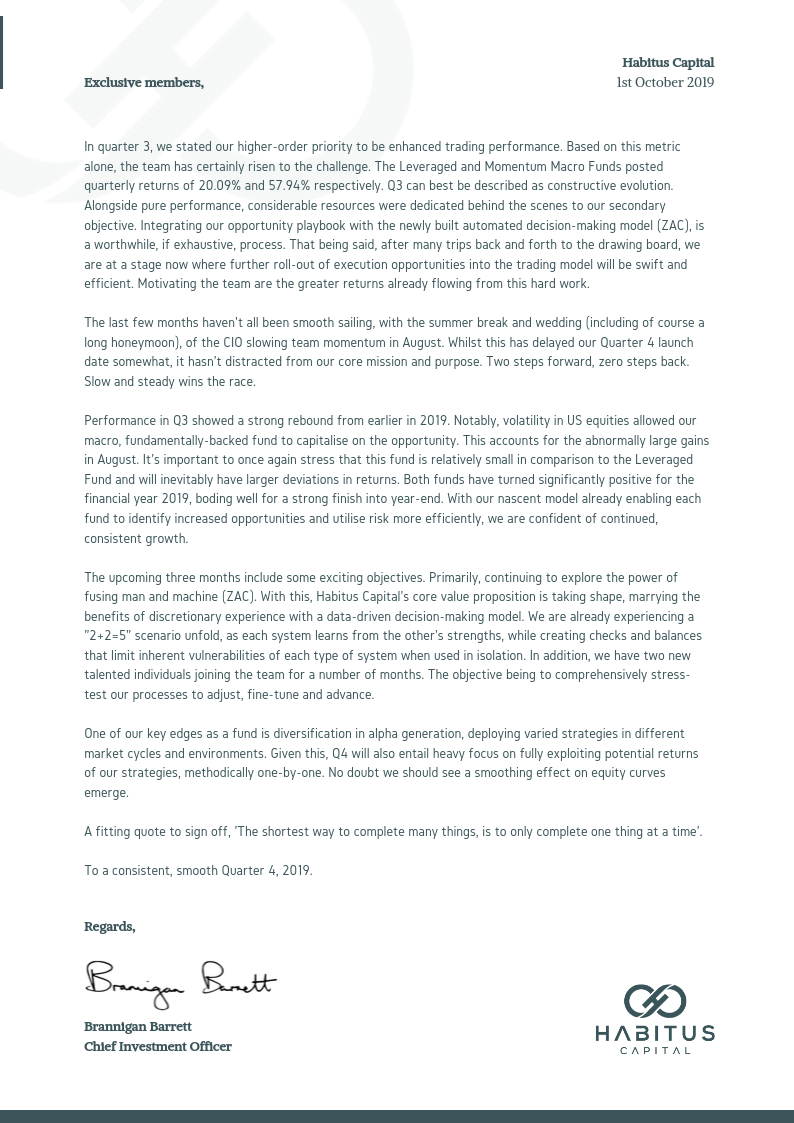 Habitus Capital
Exclusive members,
1st October 2019
In quarter 3, we stated our higher-order priority to be enhanced trading performance. Based on this metric
alone, the team has certainly risen to the challenge. The Leveraged and Momentum Macro Funds posted
quarterly returns of 20.09% and 57.94% respectively. Q3 can best be described as constructive evolution.
Alongside pure performance, considerable resources were dedicated behind the scenes to our secondary
objective. Integrating our opportunity playbook with the newly built automated decision-making model (ZAC), is
a worthwhile, if exhaustive, process. That being said, after many trips back and forth to the drawing board, we
are at a stage now where further roll-out of execution opportunities into the trading model will be swift and
efficient. Motivating the team are the greater returns already flowing from this hard work.
The last few months haven't all been smooth sailing, with the summer break and wedding (including of course a
long honeymoon), of the CIO slowing team momentum in August. Whilst this has delayed our Quarter 4 launch
date somewhat, it hasn't distracted from our core mission and purpose. Two steps forward, zero steps back.
Slow and steady wins the race.
Performance in Q3 showed a strong rebound from earlier in 2019. Notably, volatility in US equities allowed our
macro, fundamentally-backed fund to capitalise on the opportunity. This accounts for the abnormally large gains
in August. It's important to once again stress that this fund is relatively small in comparison to the Leveraged
Fund and will inevitably have larger deviations in returns. Both funds have turned significantly positive for the
financial year 2019, boding well for a strong finish into year-end. With our nascent model already enabling each
fund to identify increased opportunities and utilise risk more efficiently, we are confident of continued,
consistent growth.
The upcoming three months include some exciting objectives. Primarily, continuing to explore the power of
fusing man and machine (ZAC). With this, Habitus Capital's core value proposition is taking shape, marrying the
benefits of discretionary experience with a data-driven decision-making model. We are already experiencing a
"2+2=5" scenario unfold, as each system learns from the other's strengths, while creating checks and balances
that limit inherent vulnerabilities of each type of system when used in isolation. In addition, we have two new
talented individuals joining the team for a number of months. The objective being to comprehensively stress-
test our processes to adjust, fine-tune and advance.
One of our key edges as a fund is diversification in alpha generation, deploying varied strategies in different
market cycles and environments. Given this, Q4 will also entail heavy focus on fully exploiting potential returns
of our strategies, methodically one-by-one. No doubt we should see a smoothing effect on equity curves
emerge.
A fitting quote to sign off, 'The shortest way to complete many things, is to only complete one thing at a time'.
To a consistent, smooth Quarter 4, 2019.
Regards,
Brannigan Barrett
Brannigan Barrett
Chief Investment Officer
HABITUS
CAPITAL